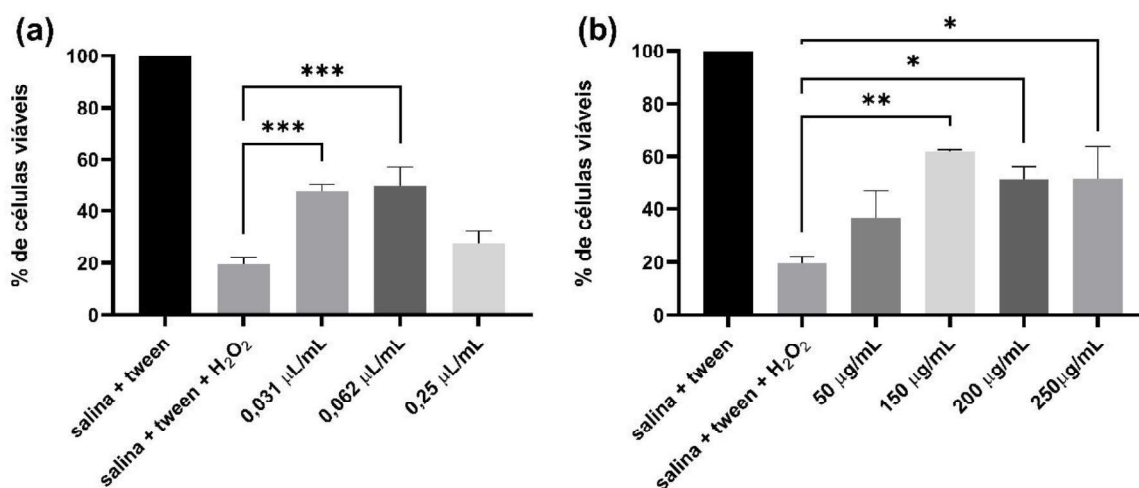 (a)
% de células viáveis
100
80
60
40
20
0
***
***
salina + tween
salina + tween + H₂O₂
0,031 µL/mL
0,062 µL/mL
0,25 µL/mL
(b)
% de células viáveis
100
80
60
40
20
0
*
*
**
salina + tween
salina + tween + H₂O₂
50 µg/mL
150 µg/mL
200 µg/mL
250µg/mL